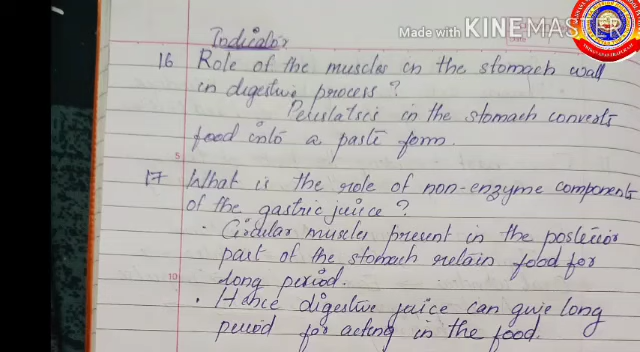 Made with KINEMASTER
Indicator
16 Role of the muscles in the stomach wall
in digestive process?
Peristalsis in the stomach converts
food into a paste form.
17 What is the role of non-enzyme components
of the gastric juice?
· Circular muscles present in the posterior
part of the stomach retain food for
long period.
· Hence digestive juice can give long
period for acting in the food.